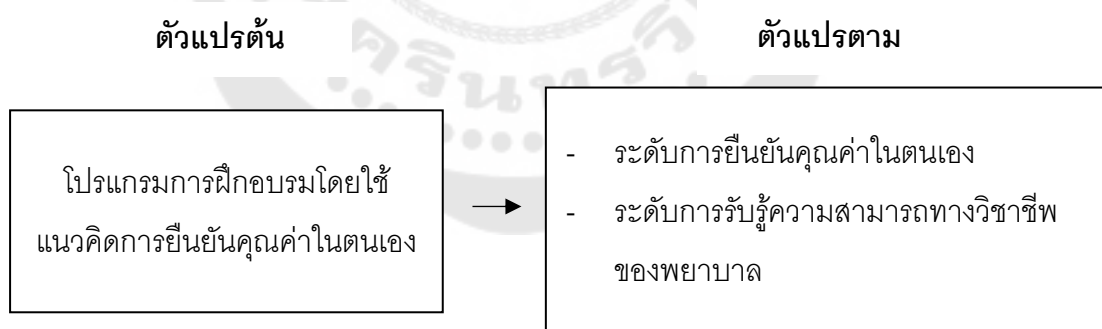 ตัวแปรต้น
ตัวแปรตาม
โปรแกรมการฝึกอบรมโดยใช้
แนวคิดการยืนยันคุณค่าในตนเอง
- ระดับการยืนยันคุณค่าในตนเอง
- ระดับการรับรู้ความสามารถทางวิชาชีพ
ของพยาบาล